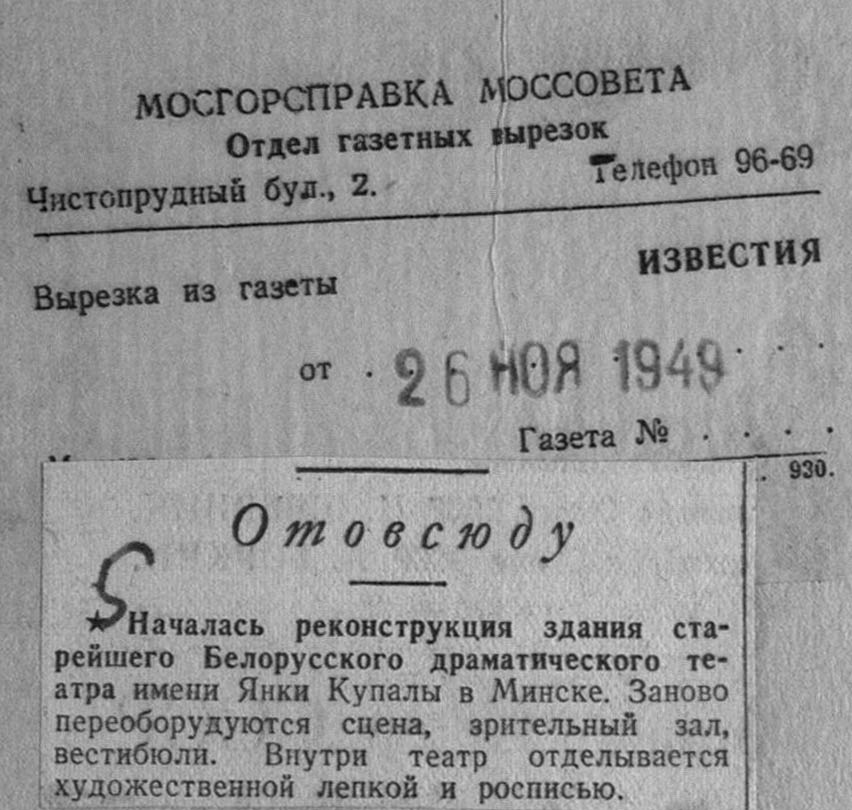 МОСГОРСПРАВКА МОССОВЕТА
Отдел газетных вырезок
Чистопрудный бул., 2. Телефон 96-69
Вырезка из газеты ИЗВЕСТИЯ
от . 26 НОЯ 1949 . .
Газета № . . . .
. 930.
Отовсюду
★ Началась реконструкция здания ста-
рейшего Белорусского драматического те-
атра имени Янки Купалы в Минске. Заново
переоборудуются сцена, зрительный зал,
вестибюли. Внутри театр отделывается
художественной лепкой и росписью.